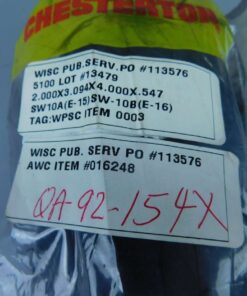 CHESTERTON
WISC PUB.SERV.PO #113576
5100 LOT #13479
2.000X3.094X4.000X.547
SW10A(E-15)SW-10B(E-16)
TAG:WPSC ITEM 0003
WISC PUB. SERV PO #113576
AWC ITEM #016248
QA-92-154X